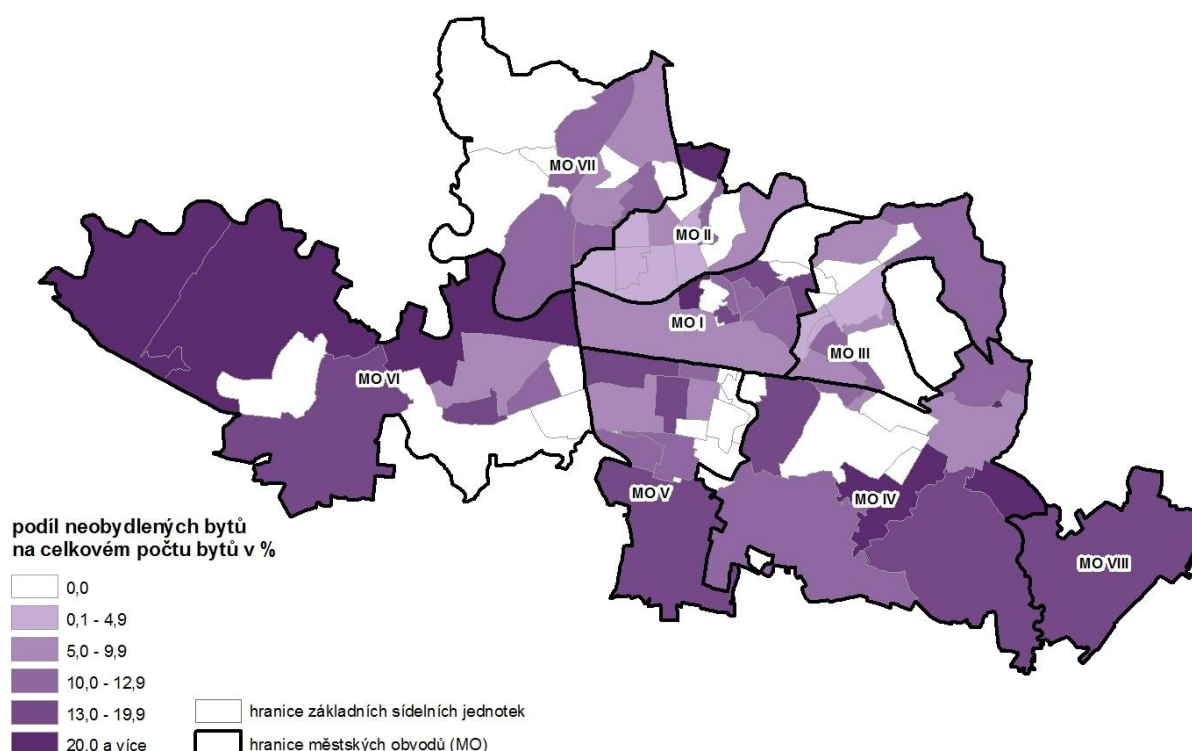 MO VII
MO II
MO I
MO III
MO VI
MO V
MO IV
MO VIII
podíl neobydlených bytů
na celkovém počtu bytů v %
0,0
0,1 - 4,9
5,0 - 9,9
10,0 - 12,9
13,0 - 19,9
20,0 a více
hranice základních sídelních jednotek
hranice městských obvodů (MO)